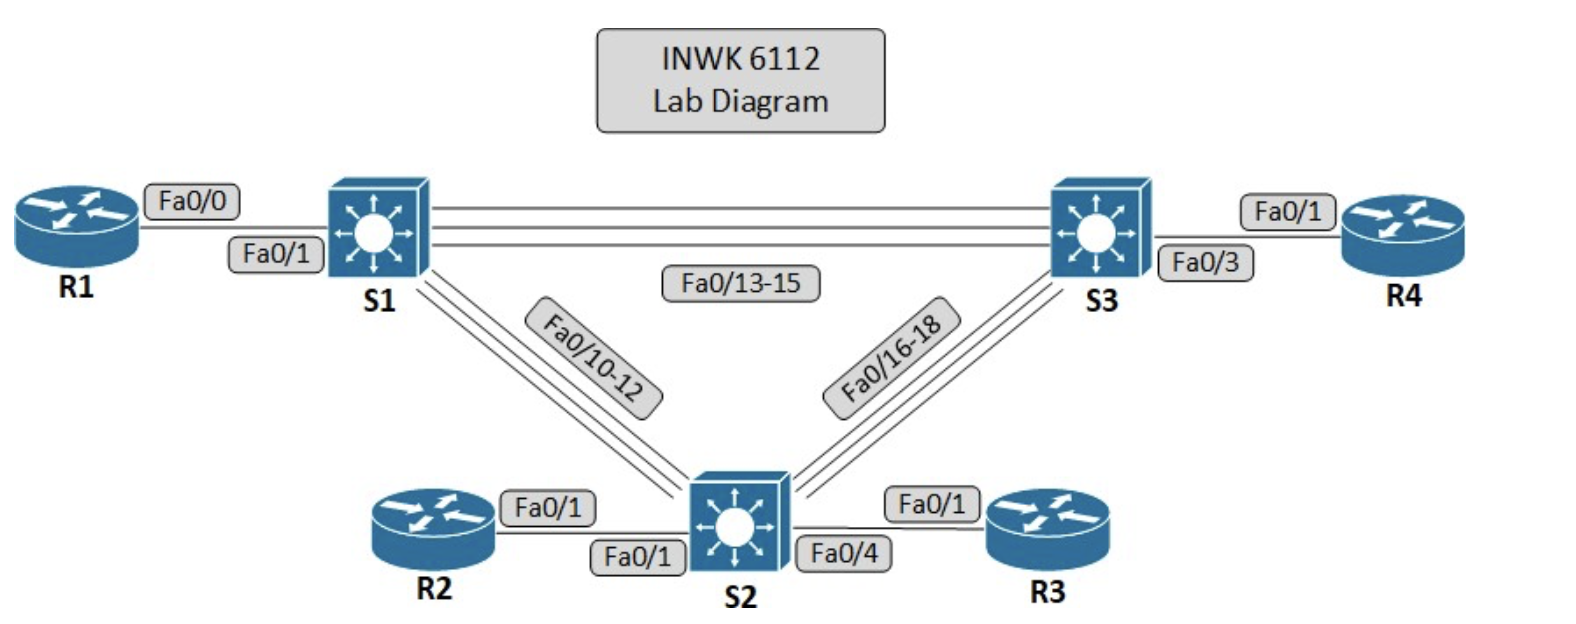 INWK 6112
Lab Diagram
Fa0/0
Fa0/1
R1
S1
Fa0/13-15
S3
Fa0/1
Fa0/3
R4
Fa0/10-12
Fa0/16-18
R2
Fa0/1
Fa0/1
S2
Fa0/1
Fa0/4
R3